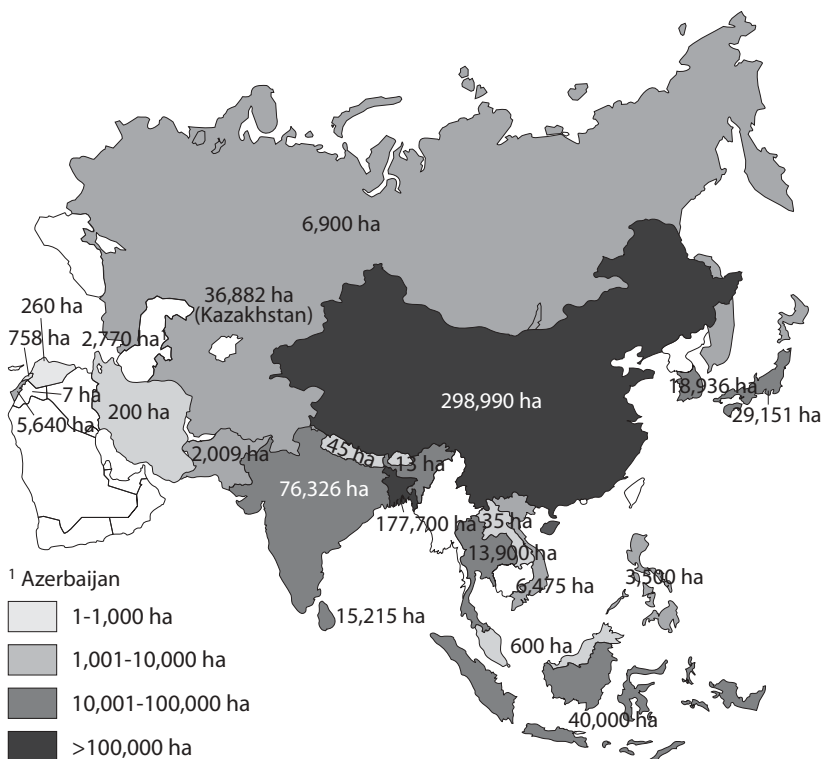 6,900 ha
36,882 ha
(Kazakhstan)
260 ha
758 ha
2,770 ha¹
7 ha
200 ha
5,640 ha
298,990 ha
18,936 ha
29,151 ha
2,009 ha
45 ha
13 ha
76,326 ha
177,700 ha
35 ha
13,900 ha
6,475 ha
3,500 ha
15,215 ha
600 ha
40,000 ha
¹ Azerbaijan
1-1,000 ha
1,001-10,000 ha
10,001-100,000 ha
>100,000 ha